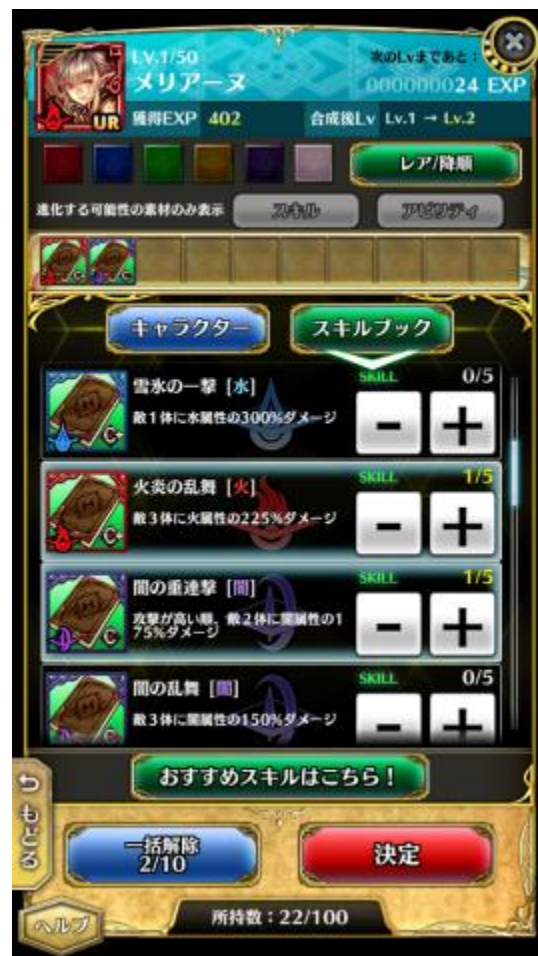 LV.1/50
次のLvまであと：
メリアーヌ
000000024 EXP
UR
獲得EXP 402
合成後Lv Lv.1 → Lv.2
レア/降順
進化する可能性の素材のみ表示
スキル
アビリティ
C C
キャラクター
スキルブック
雪氷の一撃 [水]
SKILL 0/5
敵1体に水属性の300%ダメージ
C
- +
火炎の乱舞 [火]
SKILL 1/5
敵3体に火属性の225%ダメージ
C
- +
闇の重連撃 [闇]
SKILL 1/5
攻撃が高い順、敵2体に闇属性の1
75%ダメージ
C
- +
闇の乱舞 [闇]
SKILL 0/5
敵3体に闇属性の150%ダメージ
C
- +
おすすめスキルはこちら！
もどる
一括解除
2/10
決定
ヘルプ
所持数：22/100